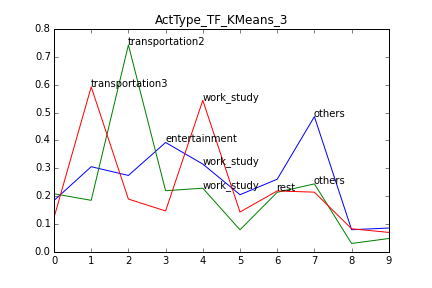 ActType_TF_KMeans_3
0.8
transportation2
0.7
0.6
transportation3
work_study
0.5
others
0.4
entertainment
work_study
0.3
work_study
rest
others
0.2
0.1
0.0
0 1 2 3 4 5 6 7 8 9